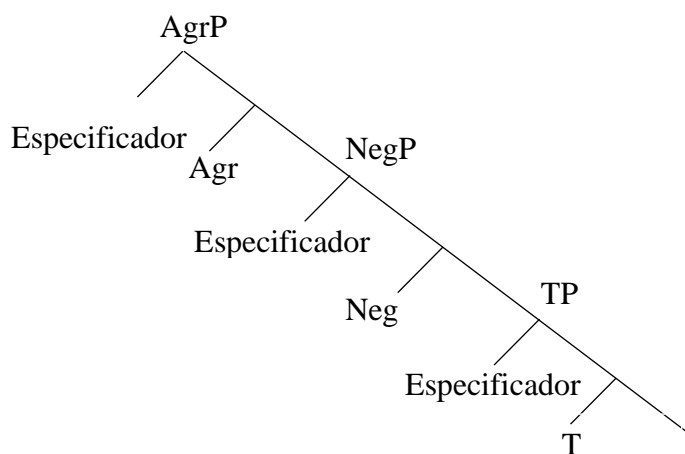 AgrP
Especificador
Agr
NegP
Especificador
Neg
TP
Especificador
T